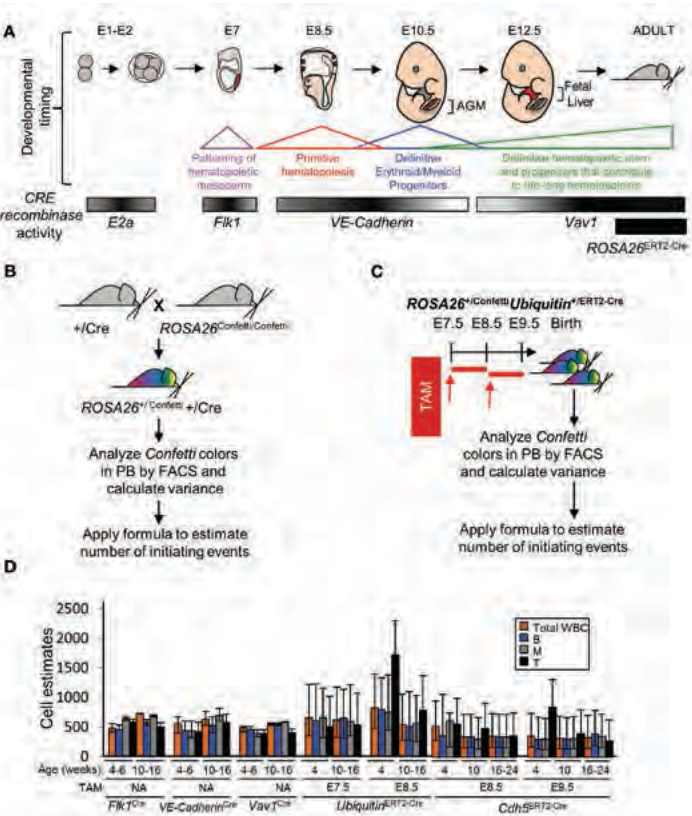 A
E1-E2 E7 E8.5 E10.5 E12.5 ADULT
Developmental
timing
AGM
Fetal
Liver
Patterning of
hematopoietic
mesoderm
Primitive
hematopoiesis
Definitive
Erythroid/Myeloid
Progenitors
Definitive hematopoietic stem
and progenitors that contribute
to life-long hematopoiesis
CRE
recombinase
activity
E2a Flk1 VE-Cadherin Vav1
ROSA26ERT2-Cre
B
+/Cre X ROSA26Confetti/Confetti
ROSA26+/Confetti +/Cre
Analyze Confetti colors
in PB by FACS and
calculate variance
Apply formula to estimate
number of initiating events
C
ROSA26+/Confetti Ubiquitin+/ERT2-Cre
E7.5 E8.5 E9.5 Birth
TAM
Analyze Confetti
colors in PB by FACS
and calculate variance
Apply formula to estimate
number of initiating events
D
Cell estimates
2500
2000
1500
1000
500
0
Total WBC
B
M
T
Age (weeks) 4-6 10-16 4-6 10-16 4-6 10-16 4 10-16 4 10-16 4 10 16-24 4 10 16-24
TAM NA NA NA E7.5 E8.5 E8.5 E9.5
Flk1Cre VE-CadherinCre Vav1Cre UbiquitinERT2-Cre Cdh5ERT2-Cre